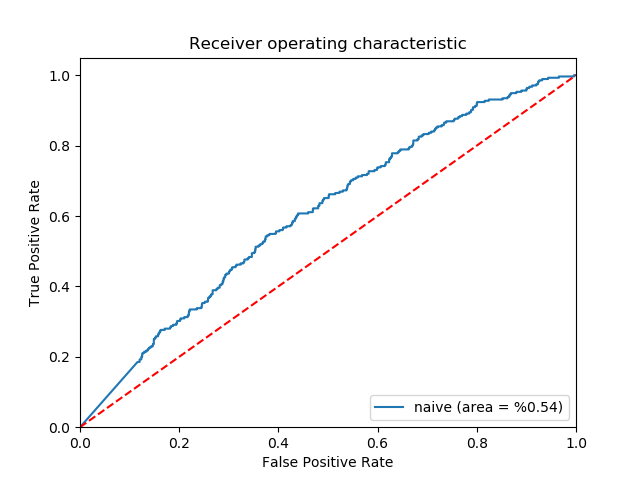 Receiver operating characteristic
1.0
0.8
0.6
0.4
0.2
0.0
True Positive Rate
0.0 0.2 0.4 0.6 0.8 1.0
False Positive Rate
naive (area = %0.54)